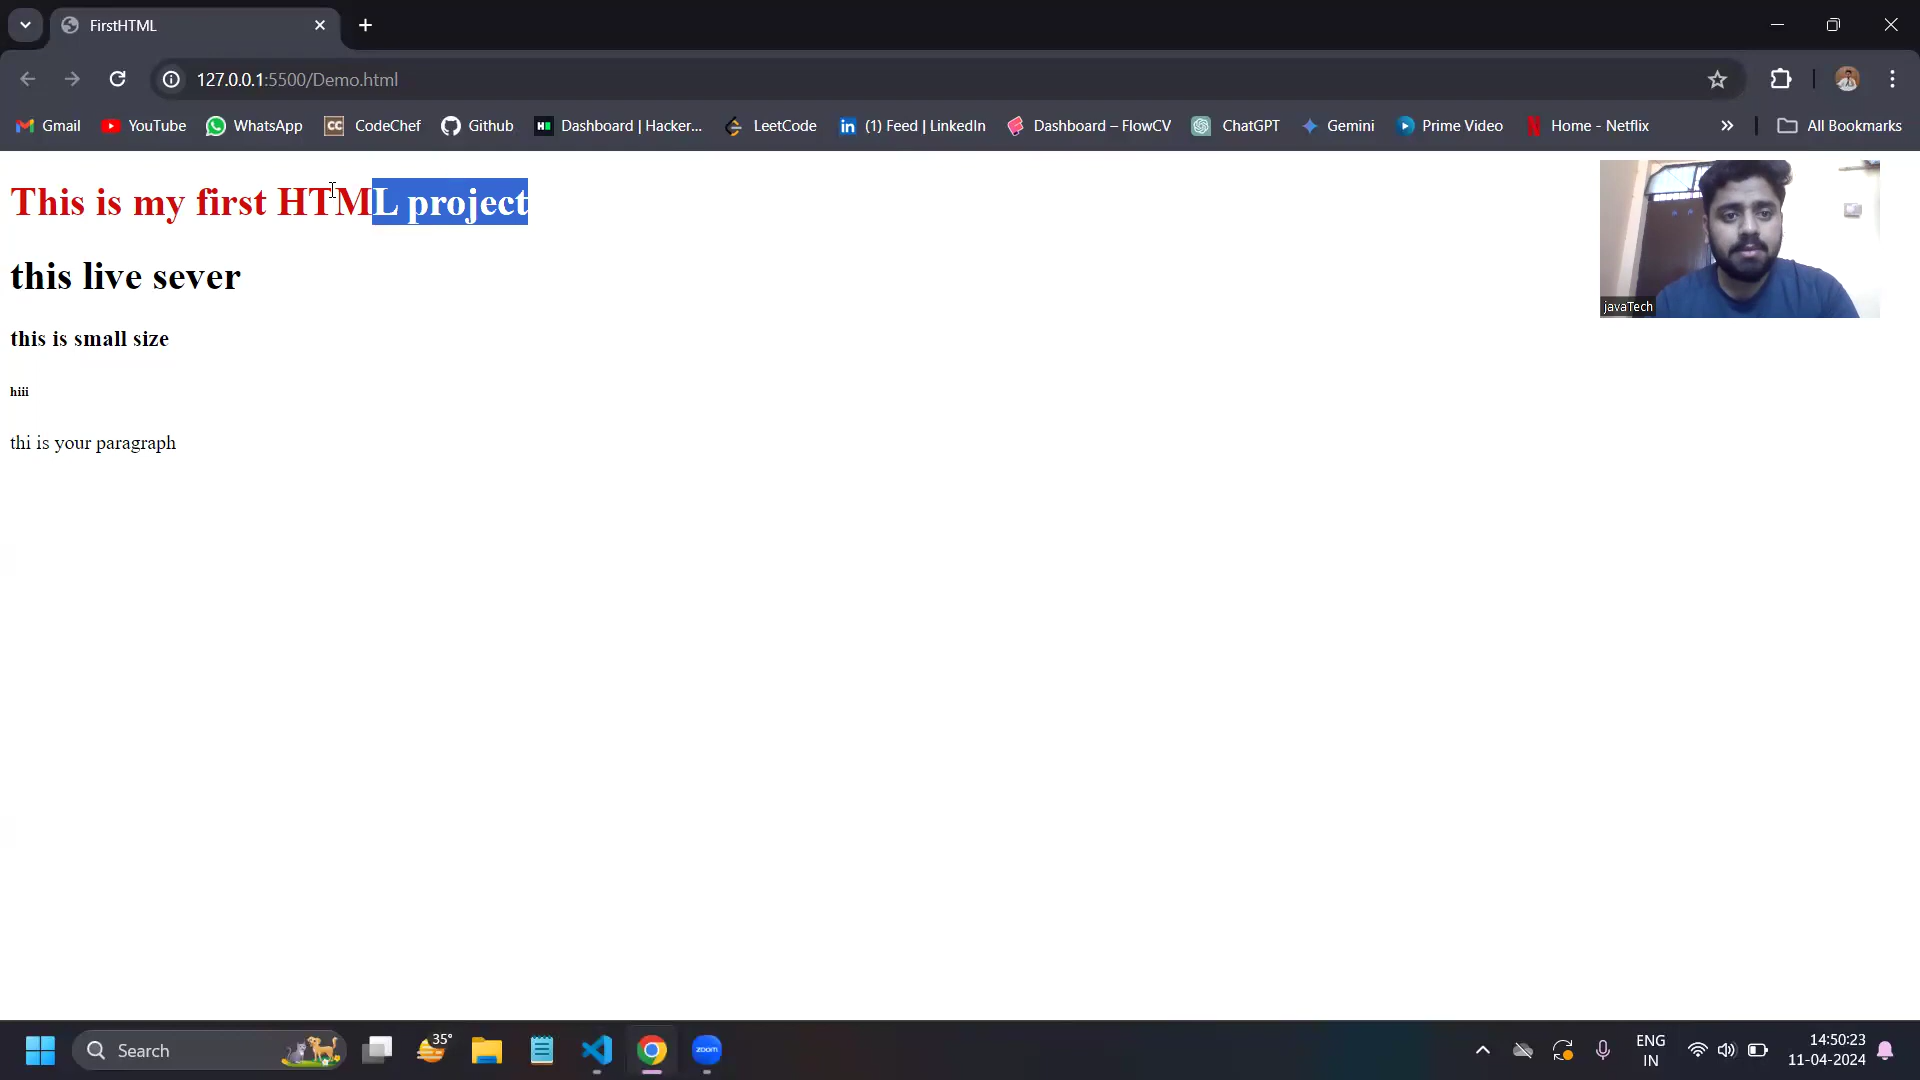 FirstHTML
127.0.0.1:5500/Demo.html
Gmail YouTube WhatsApp CC CodeChef Github H Dashboard | Hacker... LeetCode in (1) Feed | LinkedIn Dashboard – FlowCV ChatGPT Gemini Prime Video Home - Netflix » All Bookmarks
This is my first HTML project
this live sever
this is small size
hiii
thi is your paragraph
javaTech
Search 35° zoom ENG IN 14:50:23
11-04-2024